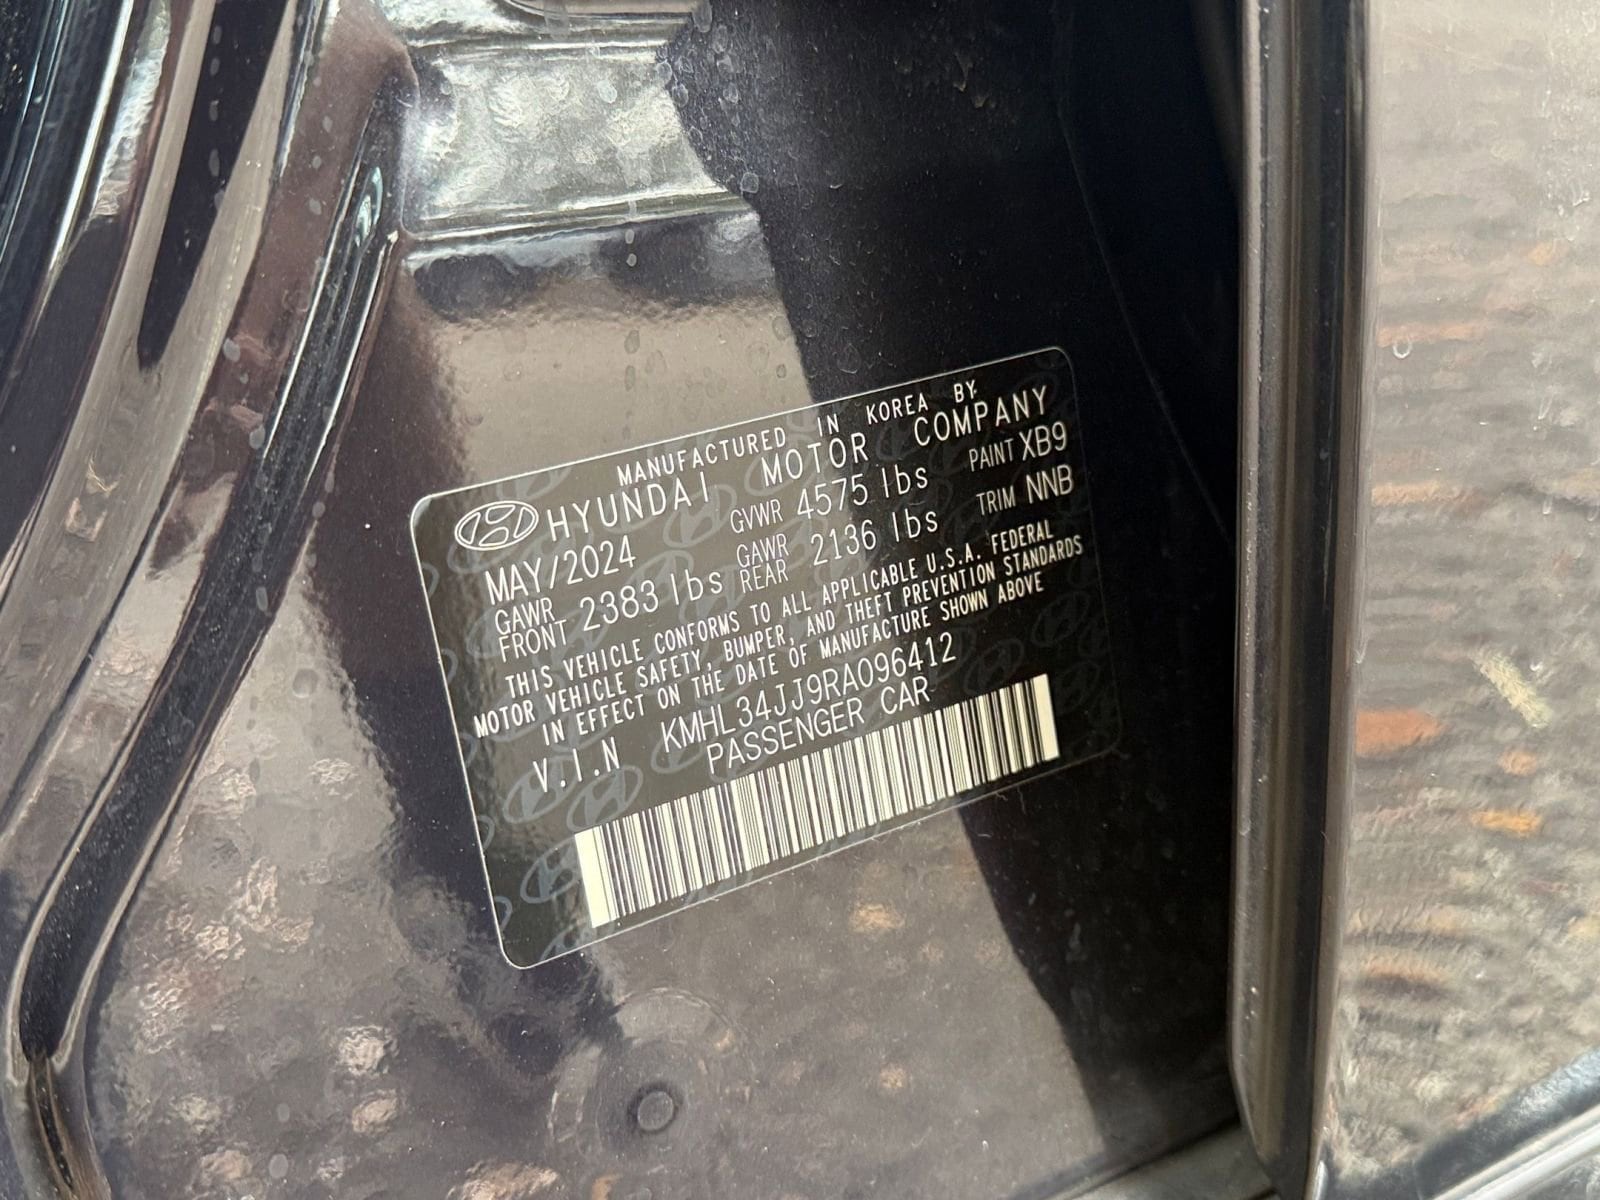 MANUFACTURED IN KOREA BY
HYUNDAI MOTOR COMPANY
MAY/2024 GVWR 4575 lbs PAINT XB9
GAWR FRONT 2383 lbs GAWR REAR 2136 lbs TRIM NNB
THIS VEHICLE CONFORMS TO ALL APPLICABLE U.S.A. FEDERAL
MOTOR VEHICLE SAFETY, BUMPER, AND THEFT PREVENTION STANDARDS
IN EFFECT ON THE DATE OF MANUFACTURE SHOWN ABOVE
V.I.N KMHL34JJ9RA096412
PASSENGER CAR